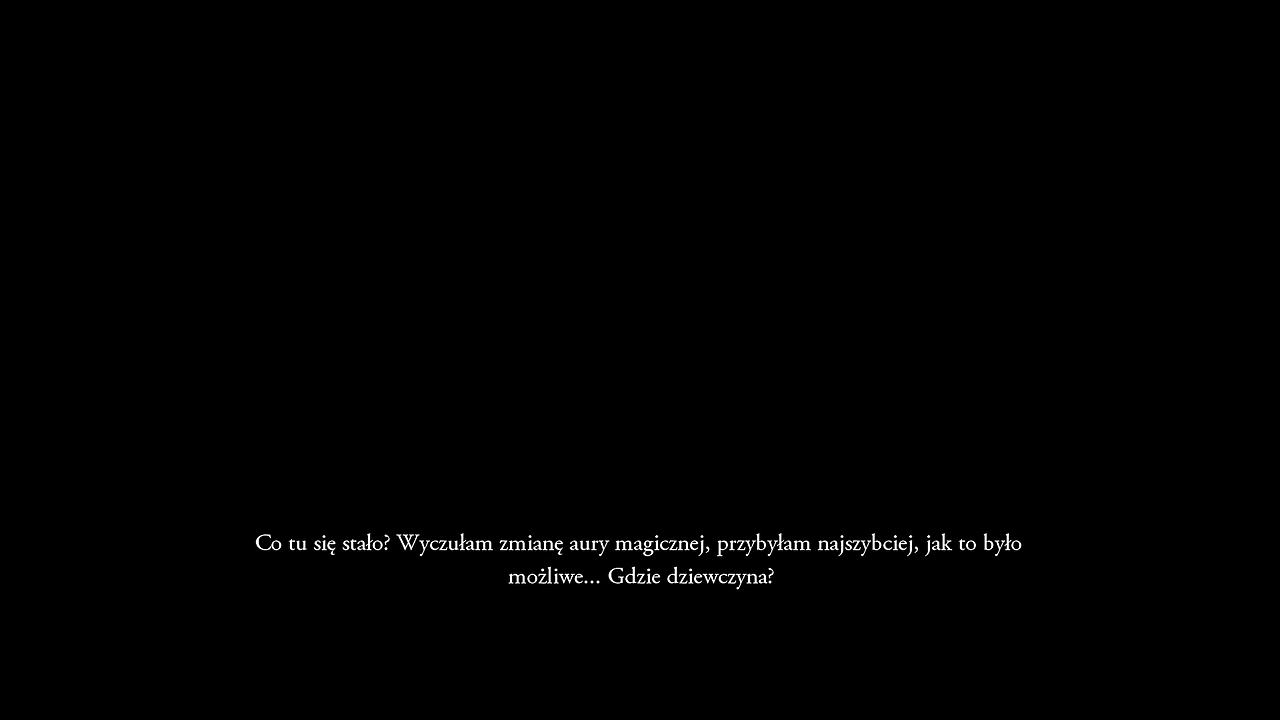 Co tu się stało? Wyczułam zmianę aury magicznej, przybyłam najszybciej, jak to było
możliwe... Gdzie dziewczyna?